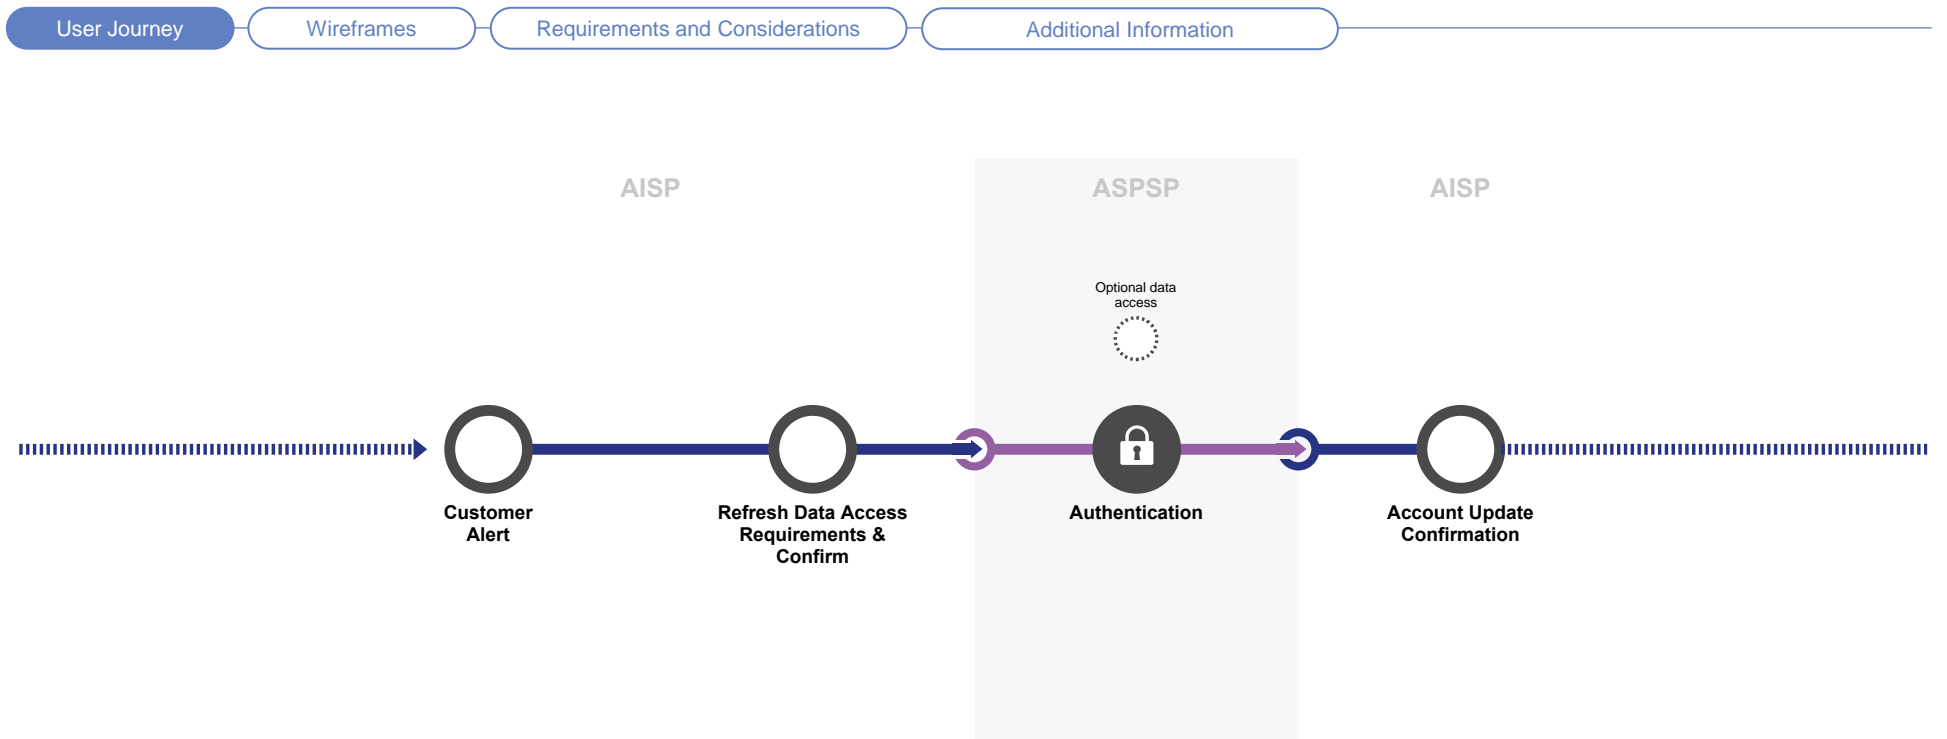 User Journey
Wireframes
Requirements and Considerations
Additional Information
AISP
ASPSP
AISP
Optional data
access
Customer
Alert
Refresh Data Access
Requirements &
Confirm
Authentication
Account Update
Confirmation